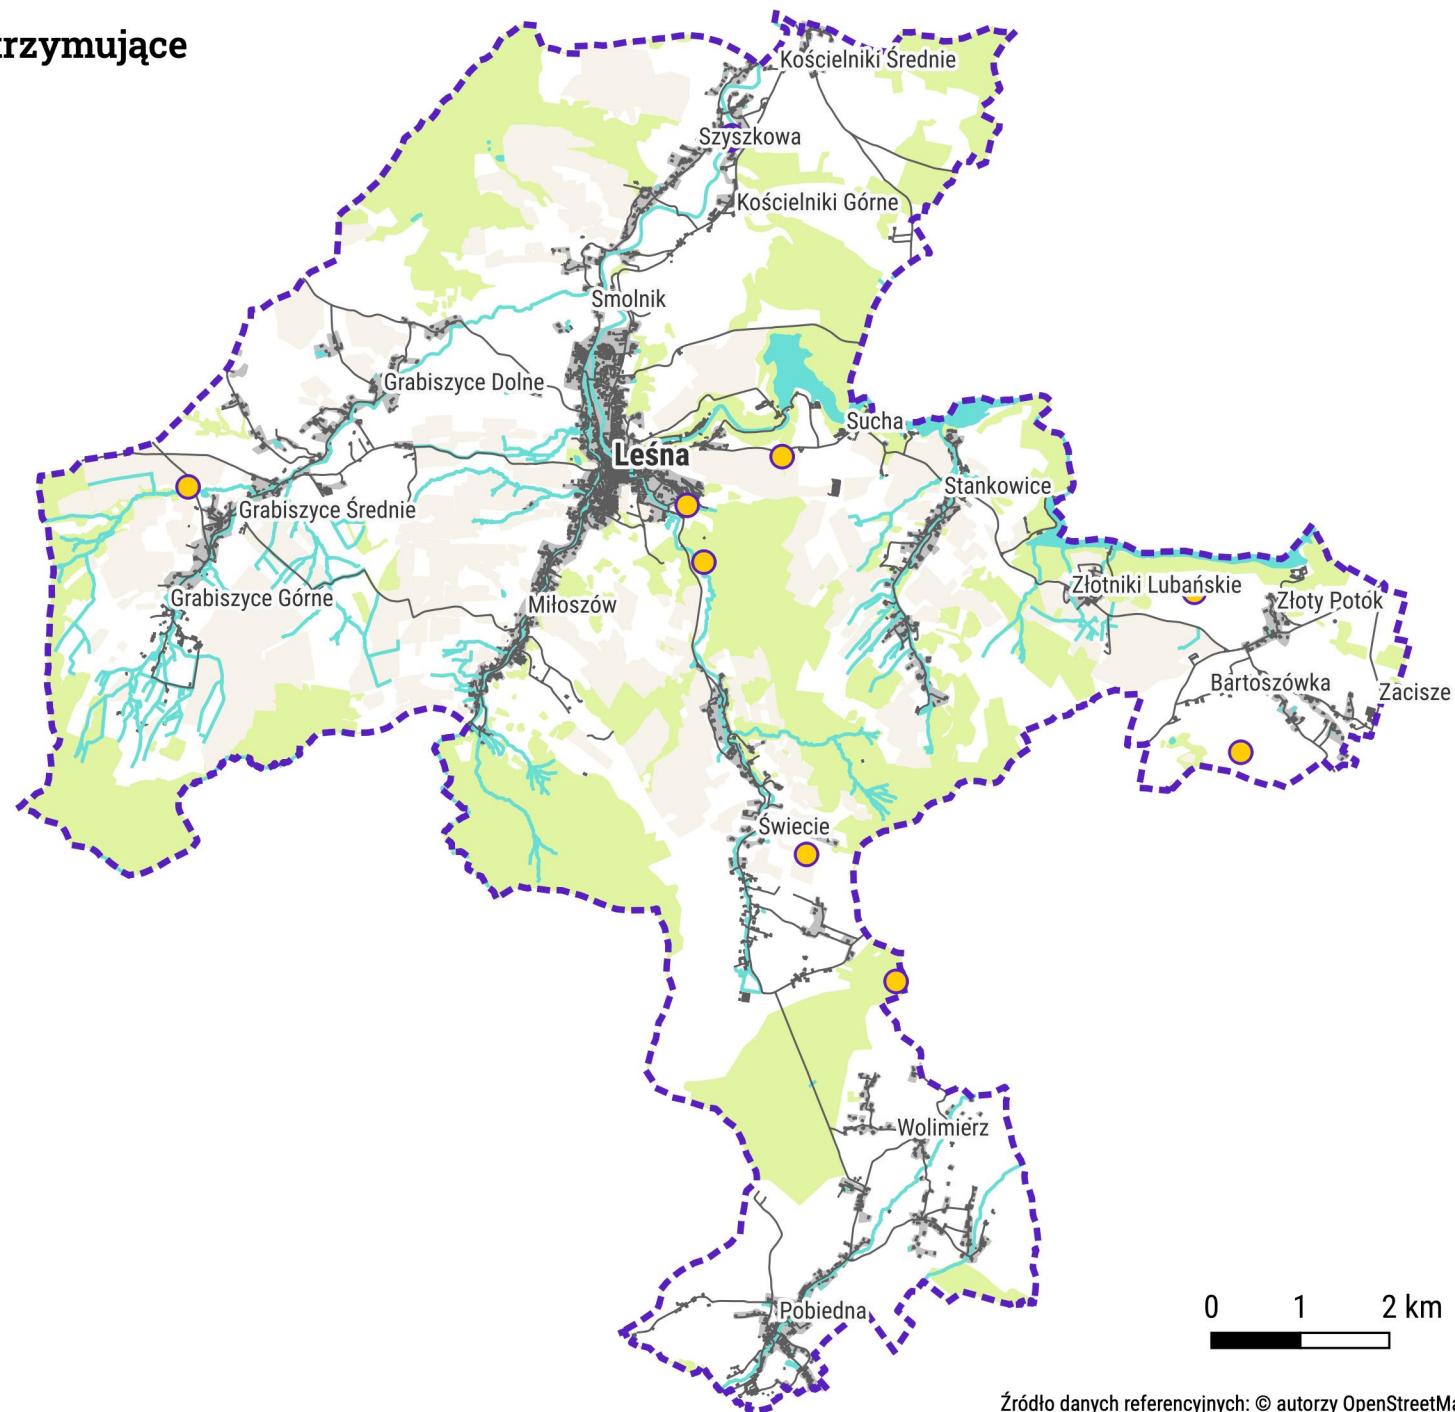 trzymujące
Kościelniki Średnie
Szyszkowa
Kościelniki Górne
Smolnik
Grabiszyce Dolne
Sucha
Leśna
Stankowice
Grabiszyce Średnie
Złotniki Lubańskie
Grabiszyce Górne
Miłoszów
Złoty Potok
Bartoszówka
Zacisze
Świecie
Wolimierz
Pobiedna
0 1 2 km
Źródło danych referencyjnych: © autorzy OpenStreetMa